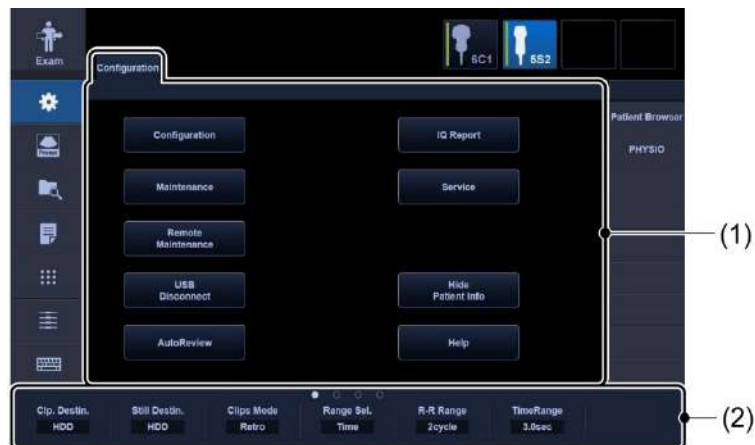 Exam
6C1
5S2
Configuration
Patient Browser
PHYSIO
Configuration
IQ Report
Maintenance
Service
Remote
Maintenance
USB
Disconnect
Hide
Patient Info
AutoReview
Help
(1)
Clp. Destin.
Still Destin.
Clips Mode
Range Sel.
R-R Range
TimeRange
HDD
HDD
Retro
Time
2cycle
3.0sec
(2)